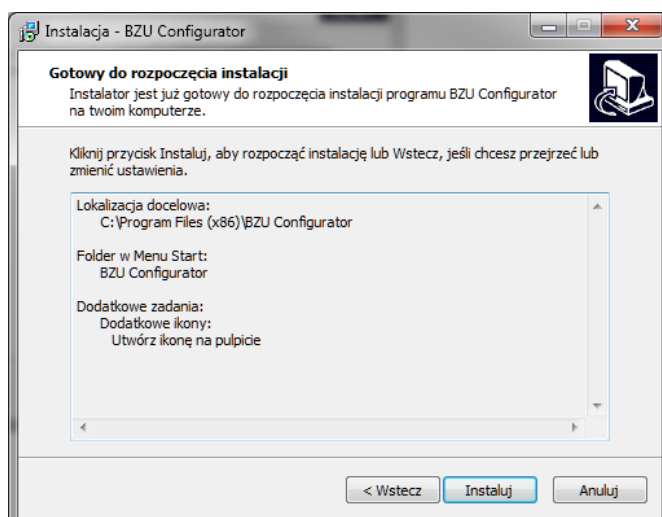 Instalacja - BZU Configurator
Gotowy do rozpoczęcia instalacji
Instalator jest już gotowy do rozpoczęcia instalacji programu BZU Configurator
na twoim komputerze.
Kliknij przycisk Instaluj, aby rozpocząć instalację lub Wstecz, jeśli chcesz przejrzeć lub
zmienić ustawienia.
Lokalizacja docelowa:
C:\Program Files (x86)\BZU Configurator
Folder w Menu Start:
BZU Configurator
Dodatkowe zadania:
Dodatkowe ikony:
Utwórz ikonę na pulpicie
< Wstecz
Instaluj
Anuluj